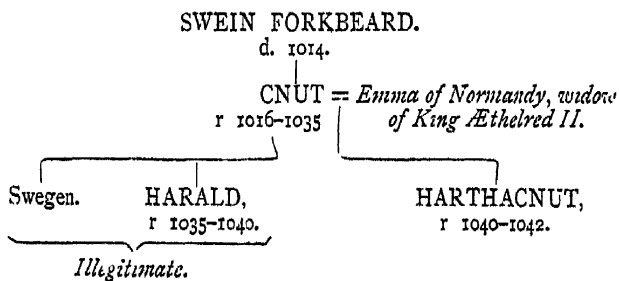 SWEIN FORKBEARD.
d. 1014.
CNUT = Emma of Normandy, widow
r 1016–1035 of King Æthelred II.
Swegen. HARALD, HARTHACNUT,
r 1035–1040. r 1040–1042.
Illegitimate.